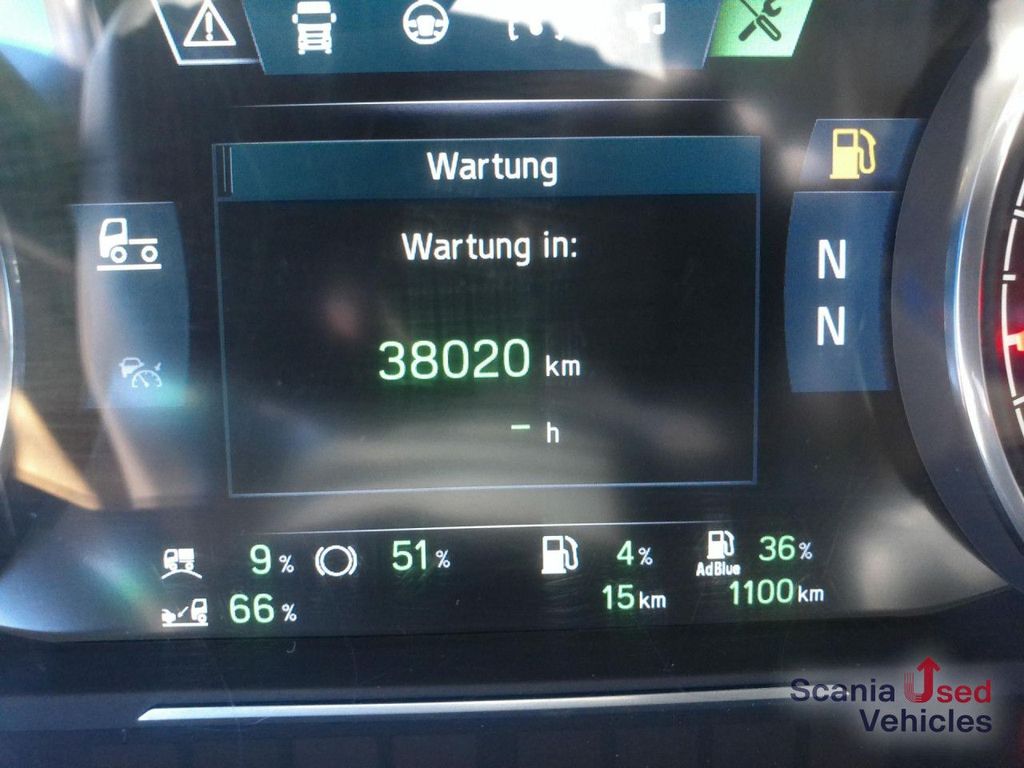 Wartung
Wartung in:
38020 km
- h
N
N
9 % 51 % 4 % 36 %
AdBlue
66 % 15 km 1100 km
Scania Used
Vehicles